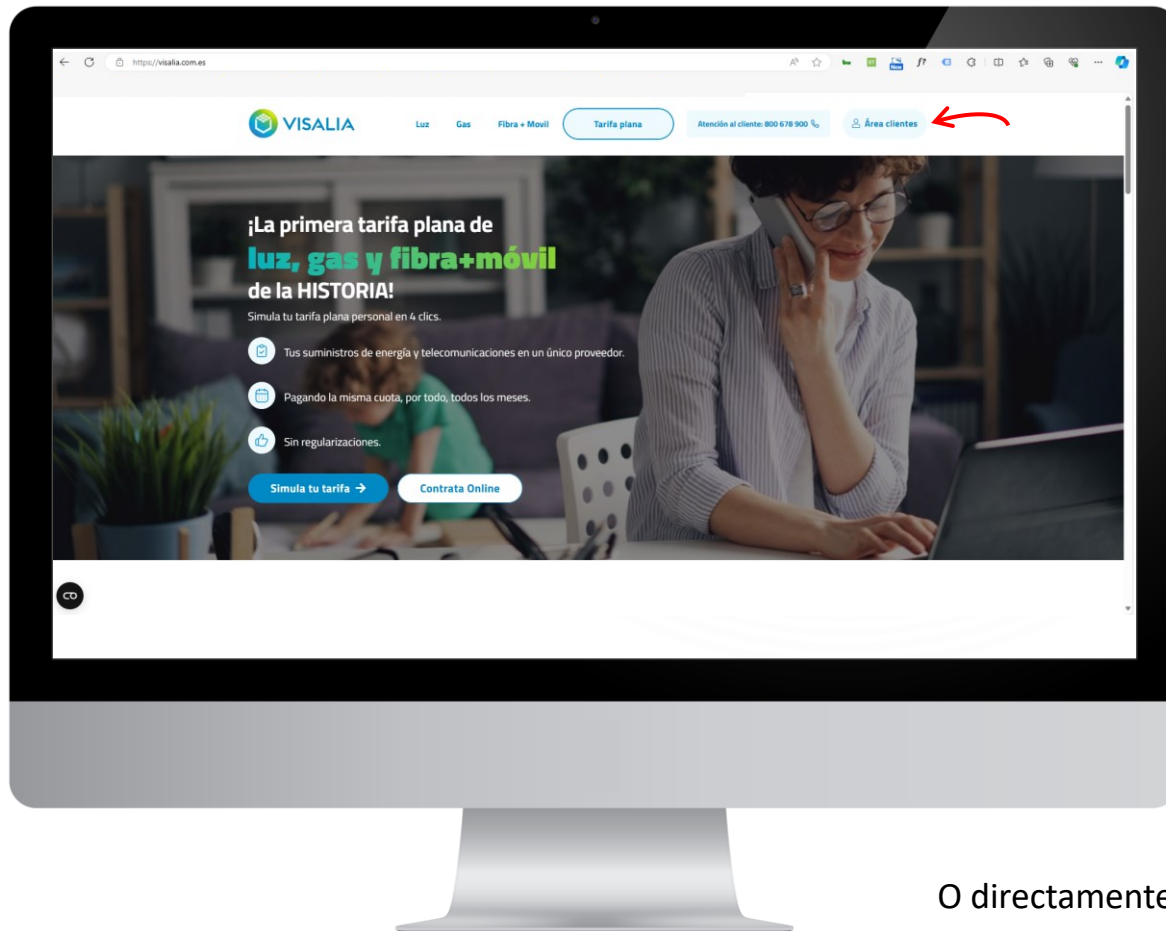 https://visalia.com.es
VISALIA
Luz
Gas
Fibra + Movil
Tarifa plana
Atención al cliente: 800 678 900
Área clientes
¡La primera tarifa plana de
luz, gas y fibra+móvil
de la HISTORIA!
Simula tu tarifa plana personal en 4 clics.
Tus suministros de energía y telecomunicaciones en un único proveedor.
Pagando la misma cuota, por todo, todos los meses.
Sin regularizaciones.
Simula tu tarifa →
Contrata Online
O directamente